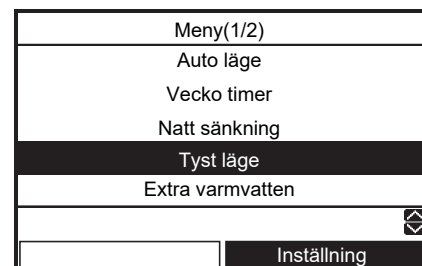 Meny(1/2)
Auto läge
Vecko timer
Natt sänkning
Tyst läge
Extra varmvatten
Inställning